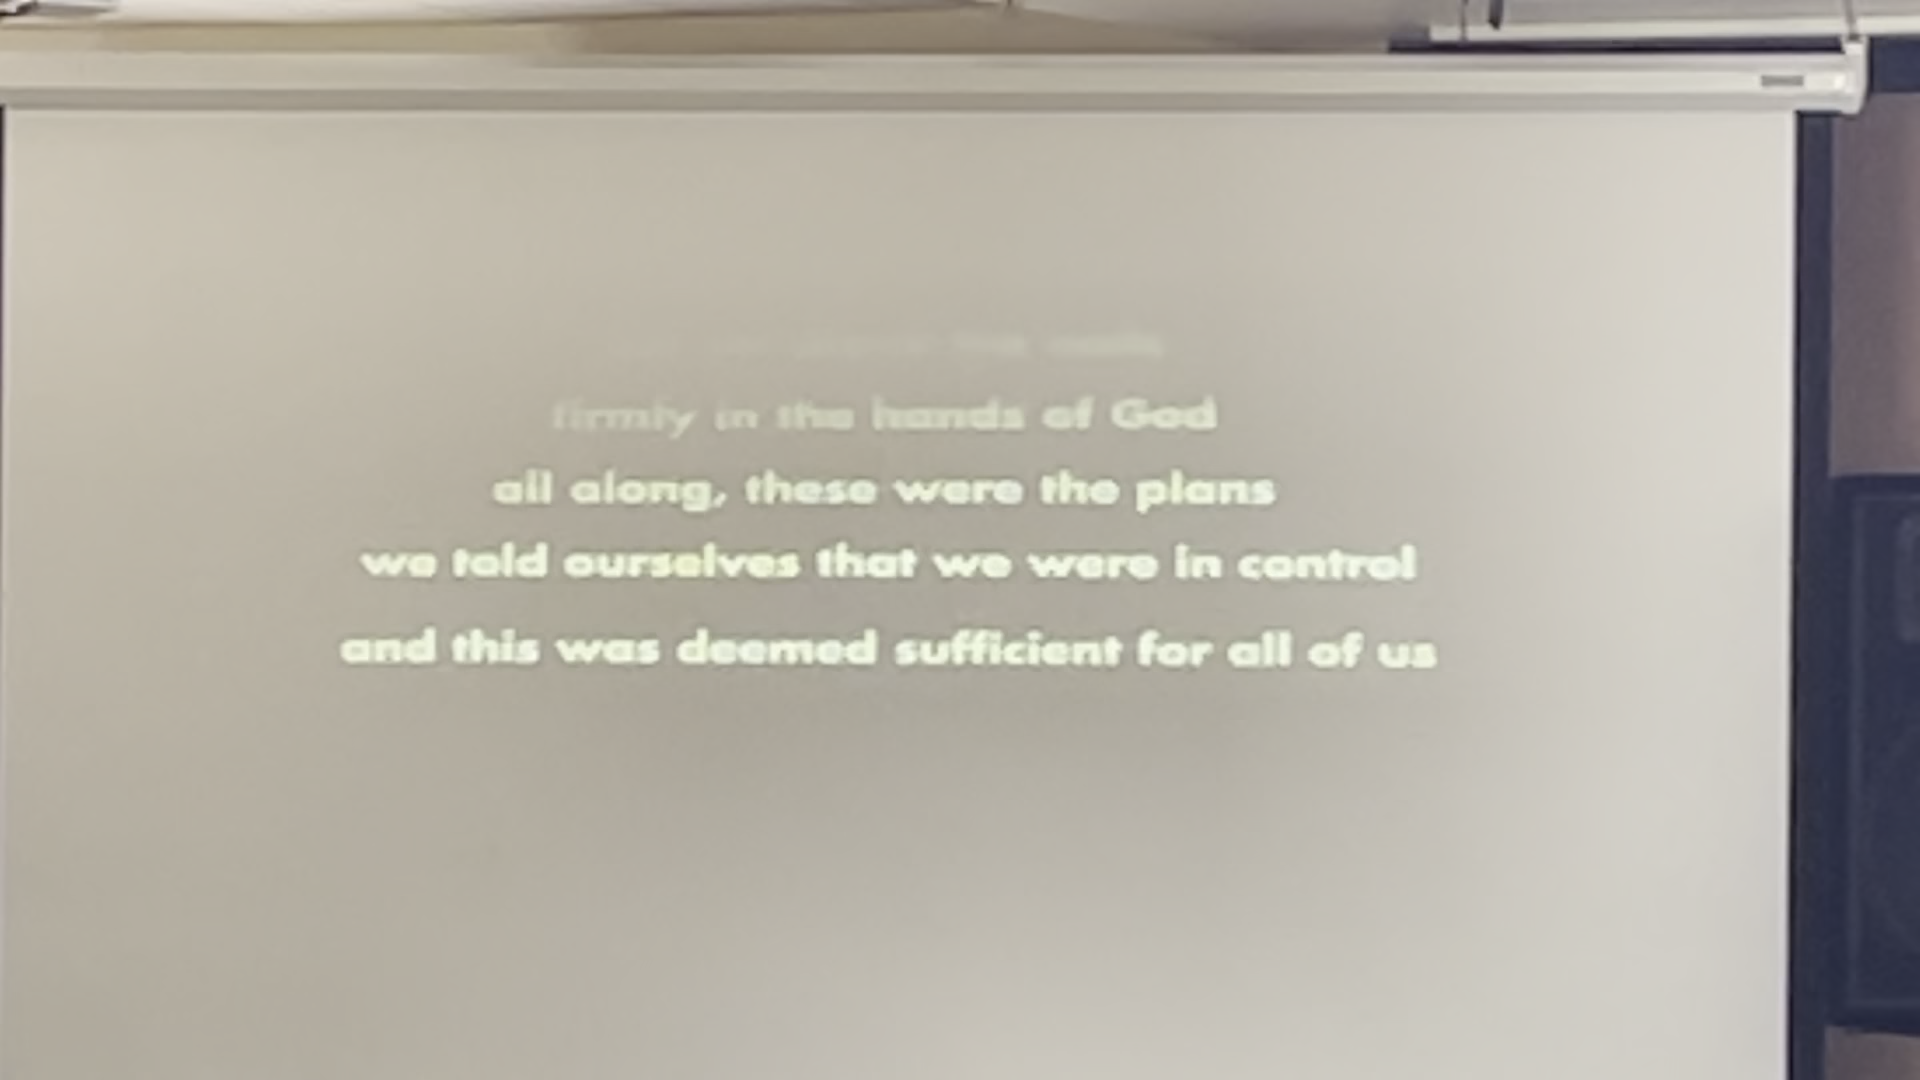 firmly in the hands of God
all along, these were the plans
we told ourselves that we were in control
and this was deemed sufficient for all of us